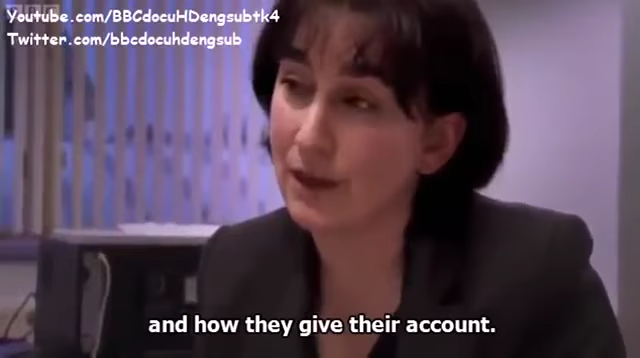 Youtube.com/BBCdocuHDengsubtk4
Twitter.com/bbcdocuhdengsub
and how they give their account.